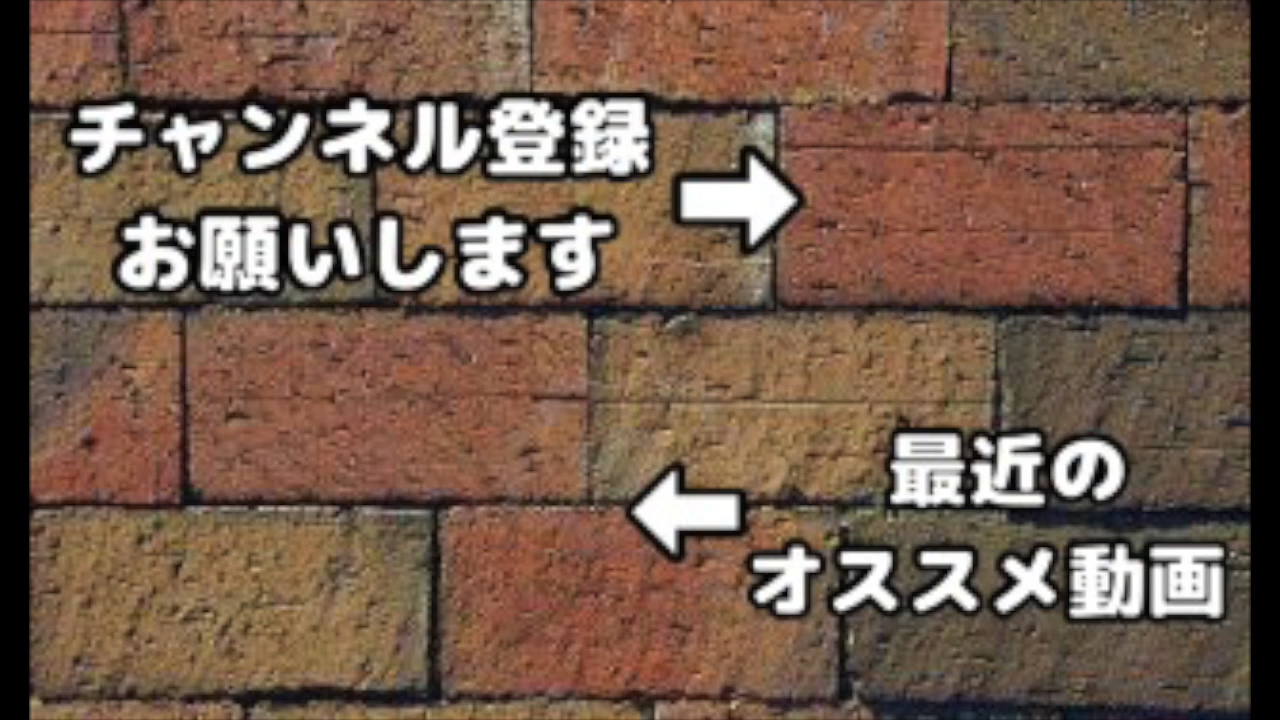 チャンネル登録
お願いします
最近の
オススメ動画